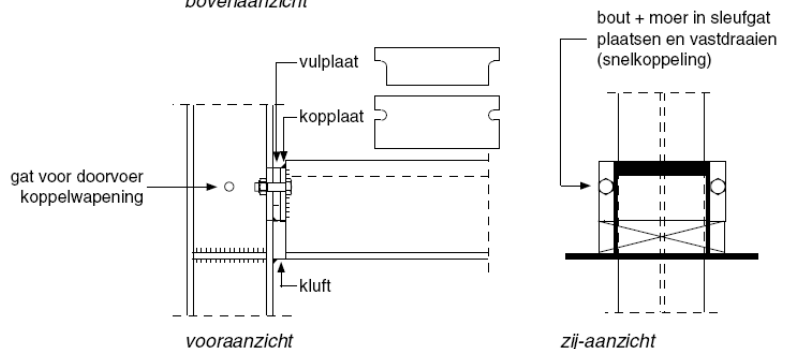 bovenaanzicht
bout + moer in sleufgat
plaatsen en vastdraaien
(snelkoppeling)
vulplaat
kopplaat
gat voor doorvoer
koppelwapening
kluft
vooraanzicht
zij-aanzicht